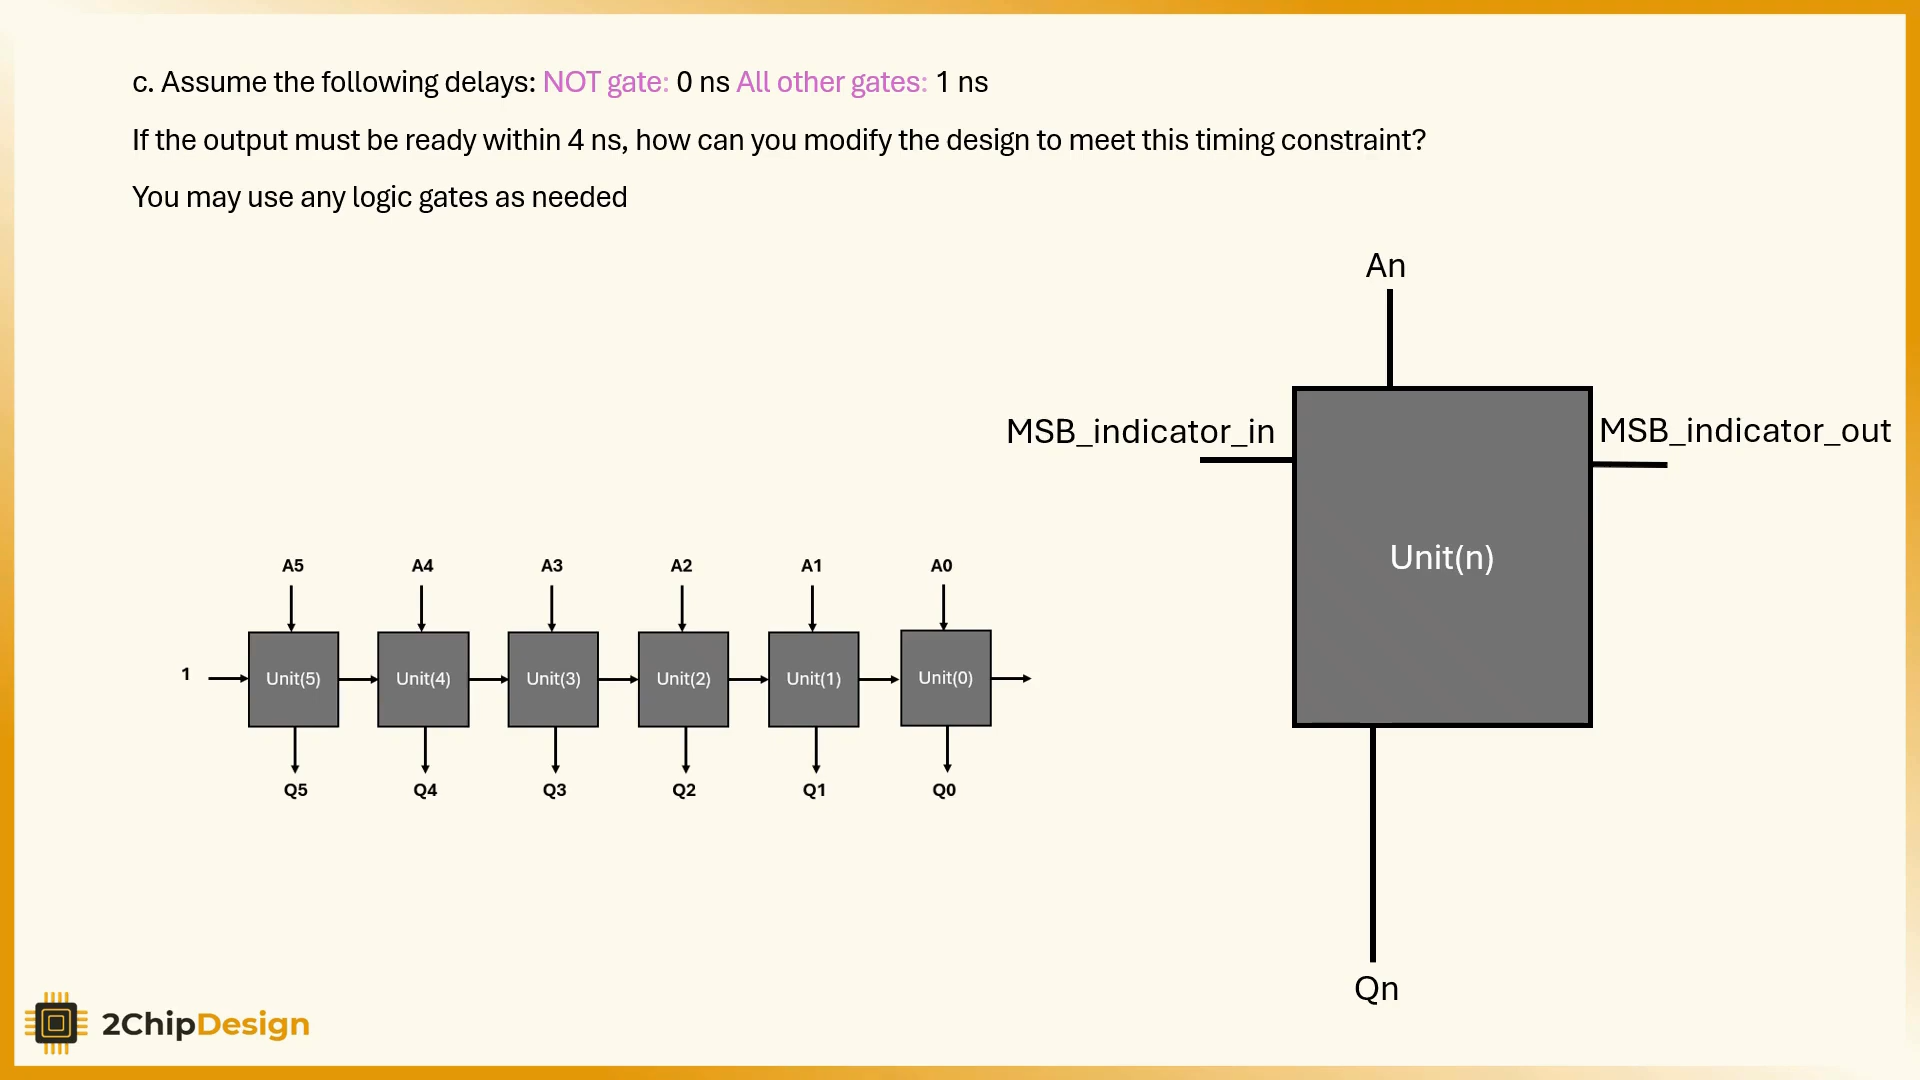 c. Assume the following delays: NOT gate: 0 ns All other gates: 1 ns
If the output must be ready within 4 ns, how can you modify the design to meet this timing constraint?
You may use any logic gates as needed
An
MSB_indicator_in
MSB_indicator_out
Unit(n)
Qn
A5 A4 A3 A2 A1 A0
1 Unit(5) Unit(4) Unit(3) Unit(2) Unit(1) Unit(0)
Q5 Q4 Q3 Q2 Q1 Q0
2ChipDesign